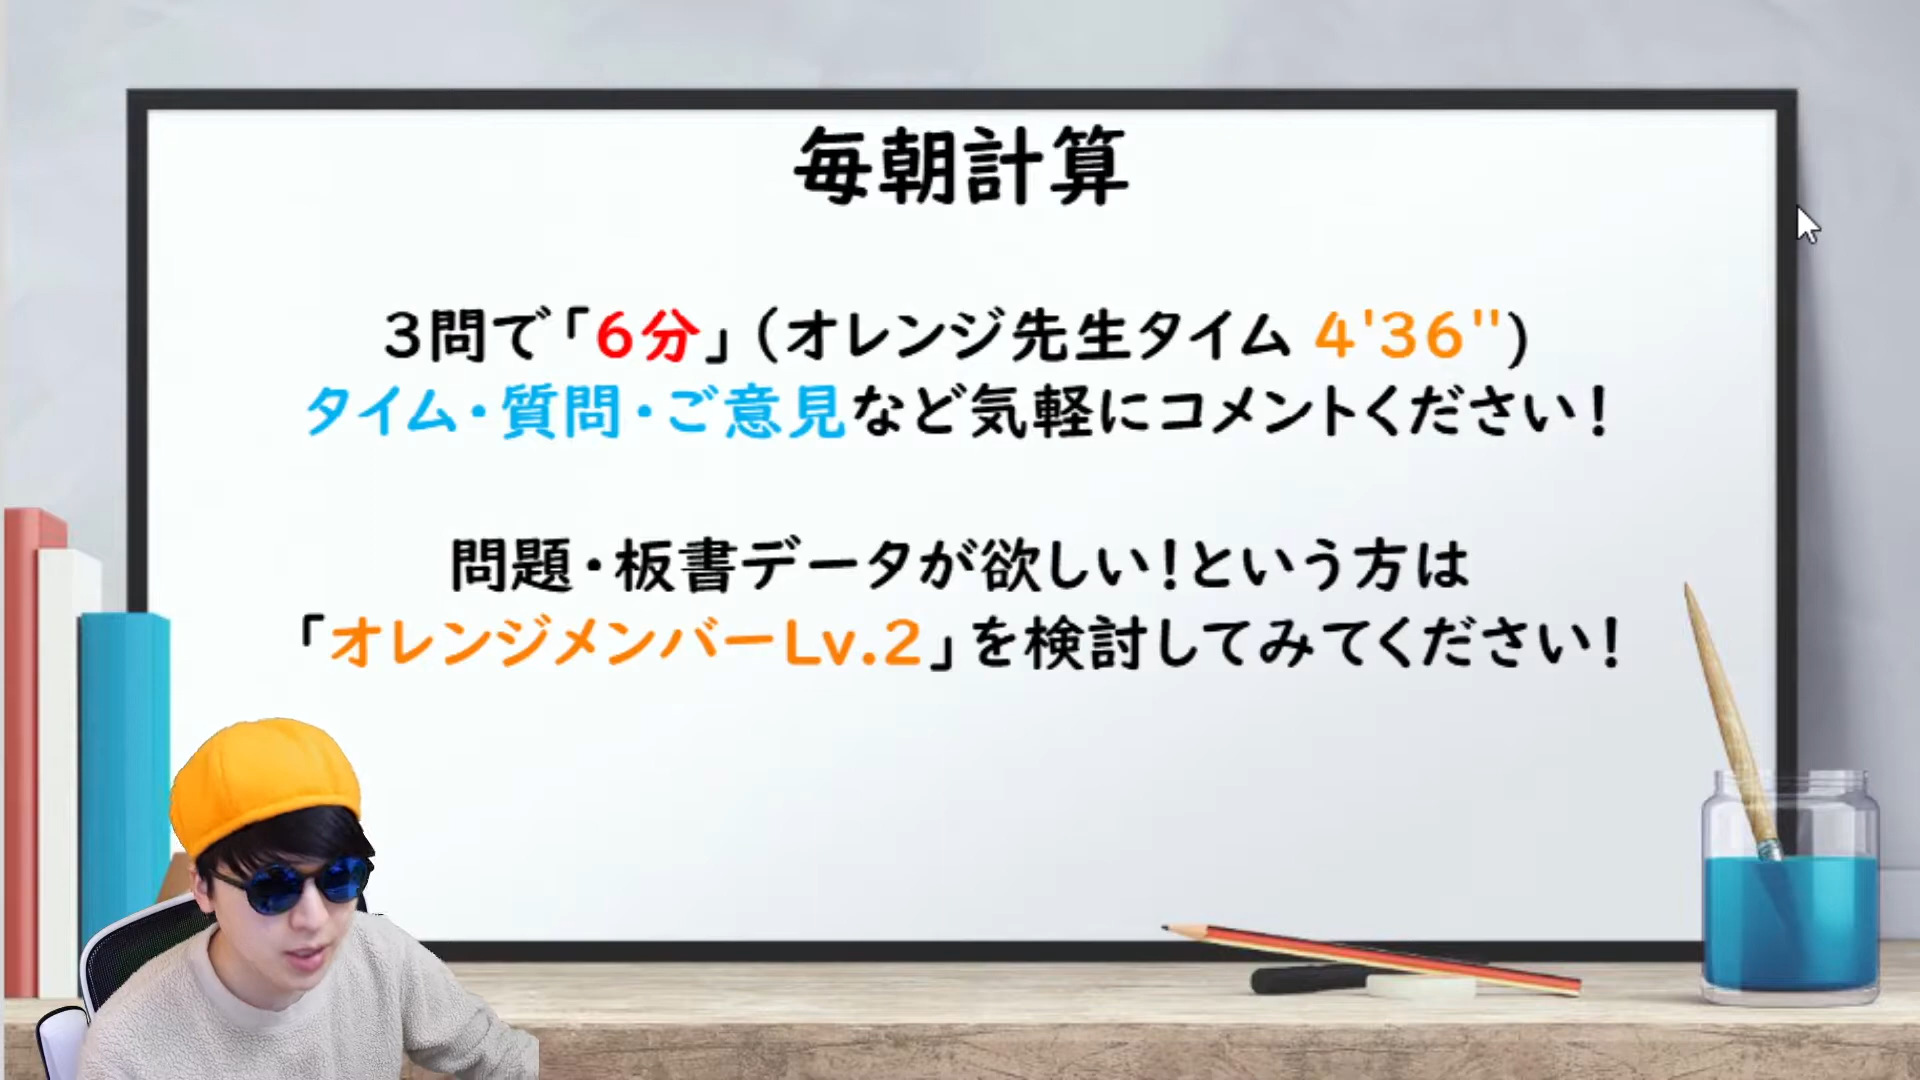 毎朝計算
3問で「6分」（オレンジ先生タイム 4'36"）
タイム・質問・ご意見など気軽にコメントください！
問題・板書データが欲しい！という方は
「オレンジメンバーLv.2」を検討してみてください！